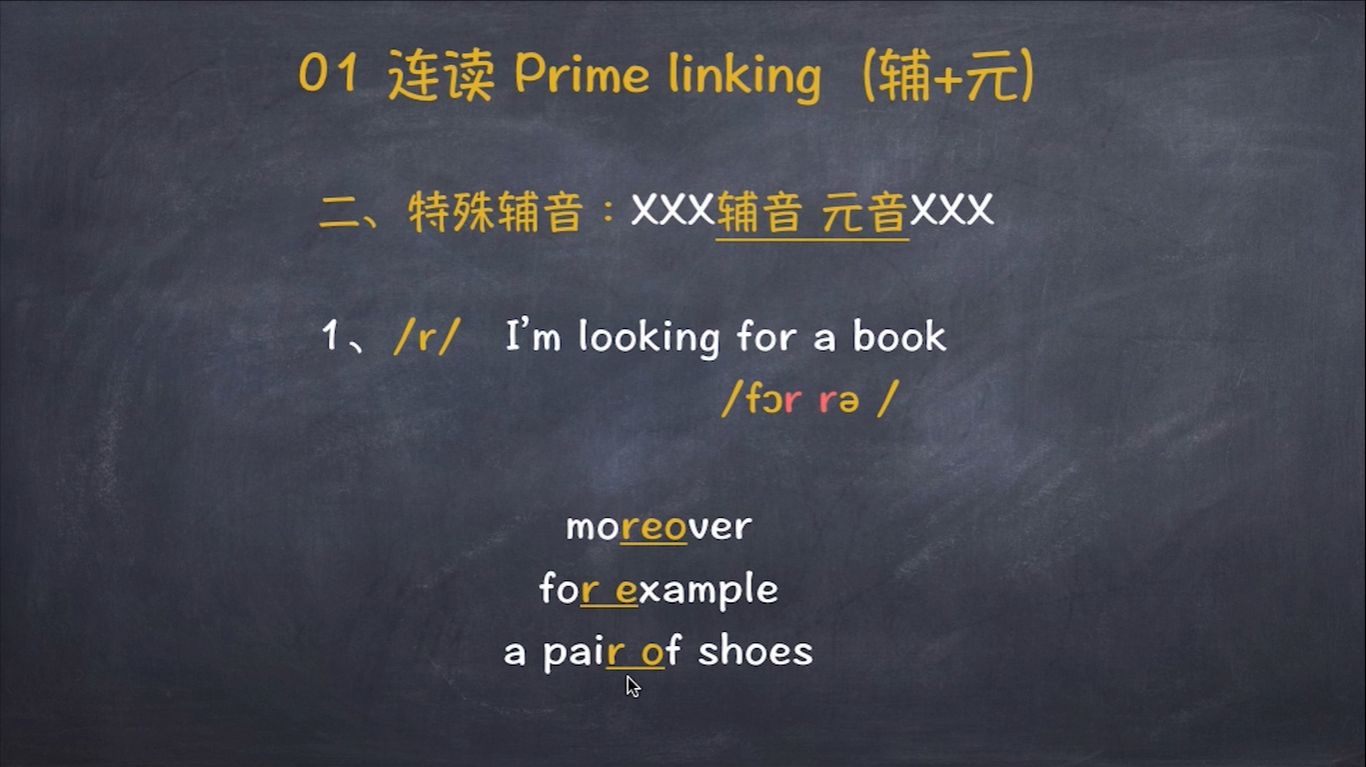 01 连读 Prime linking （辅+元）
二、特殊辅音：XXX辅音 元音XXX
1、/r/ I’m looking for a book
/fɔr rə /
moreover
for example
a pair of shoes